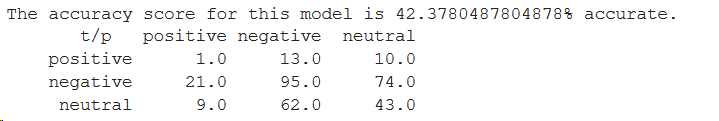 The accuracy score for this model is 42.3780487804878% accurate.
t/p positive negative neutral
positive 1.0 13.0 10.0
negative 21.0 95.0 74.0
neutral 9.0 62.0 43.0